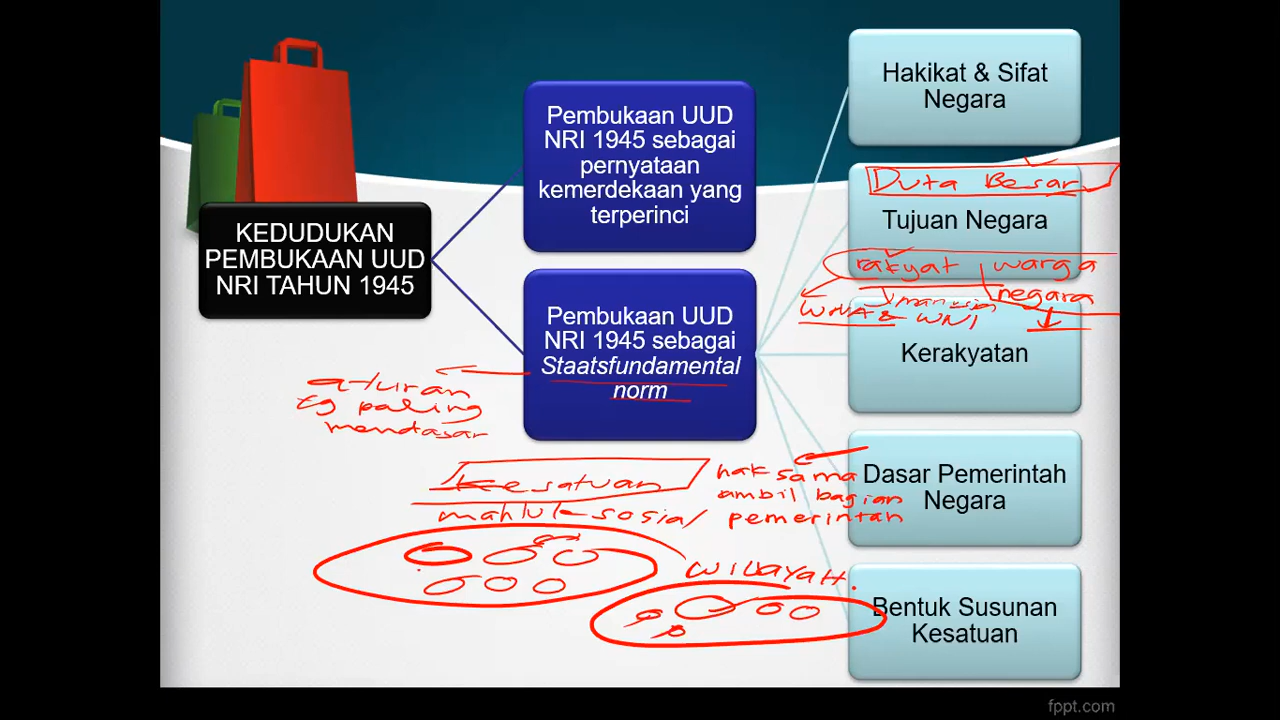 KEDUDUKAN
PEMBUKAAN UUD
NRI TAHUN 1945
Pembukaan UUD
NRI 1945 sebagai
pernyataan
kemerdekaan yang
terperinci
Pembukaan UUD
NRI 1945 sebagai
Staatsfundamental
norm
Hakikat & Sifat
Negara
Duta Besar
Tujuan Negara
rakyat warga
negara
manusia
WNA & WNI
Kerakyatan
aturan
yg paling
mendasar
Dasar Pemerintah
Negara
hak sama
ambil bagian
pemerintah
kesatuan
mahluk sosial
wilayah
Bentuk Susunan
Kesatuan
fppt.com